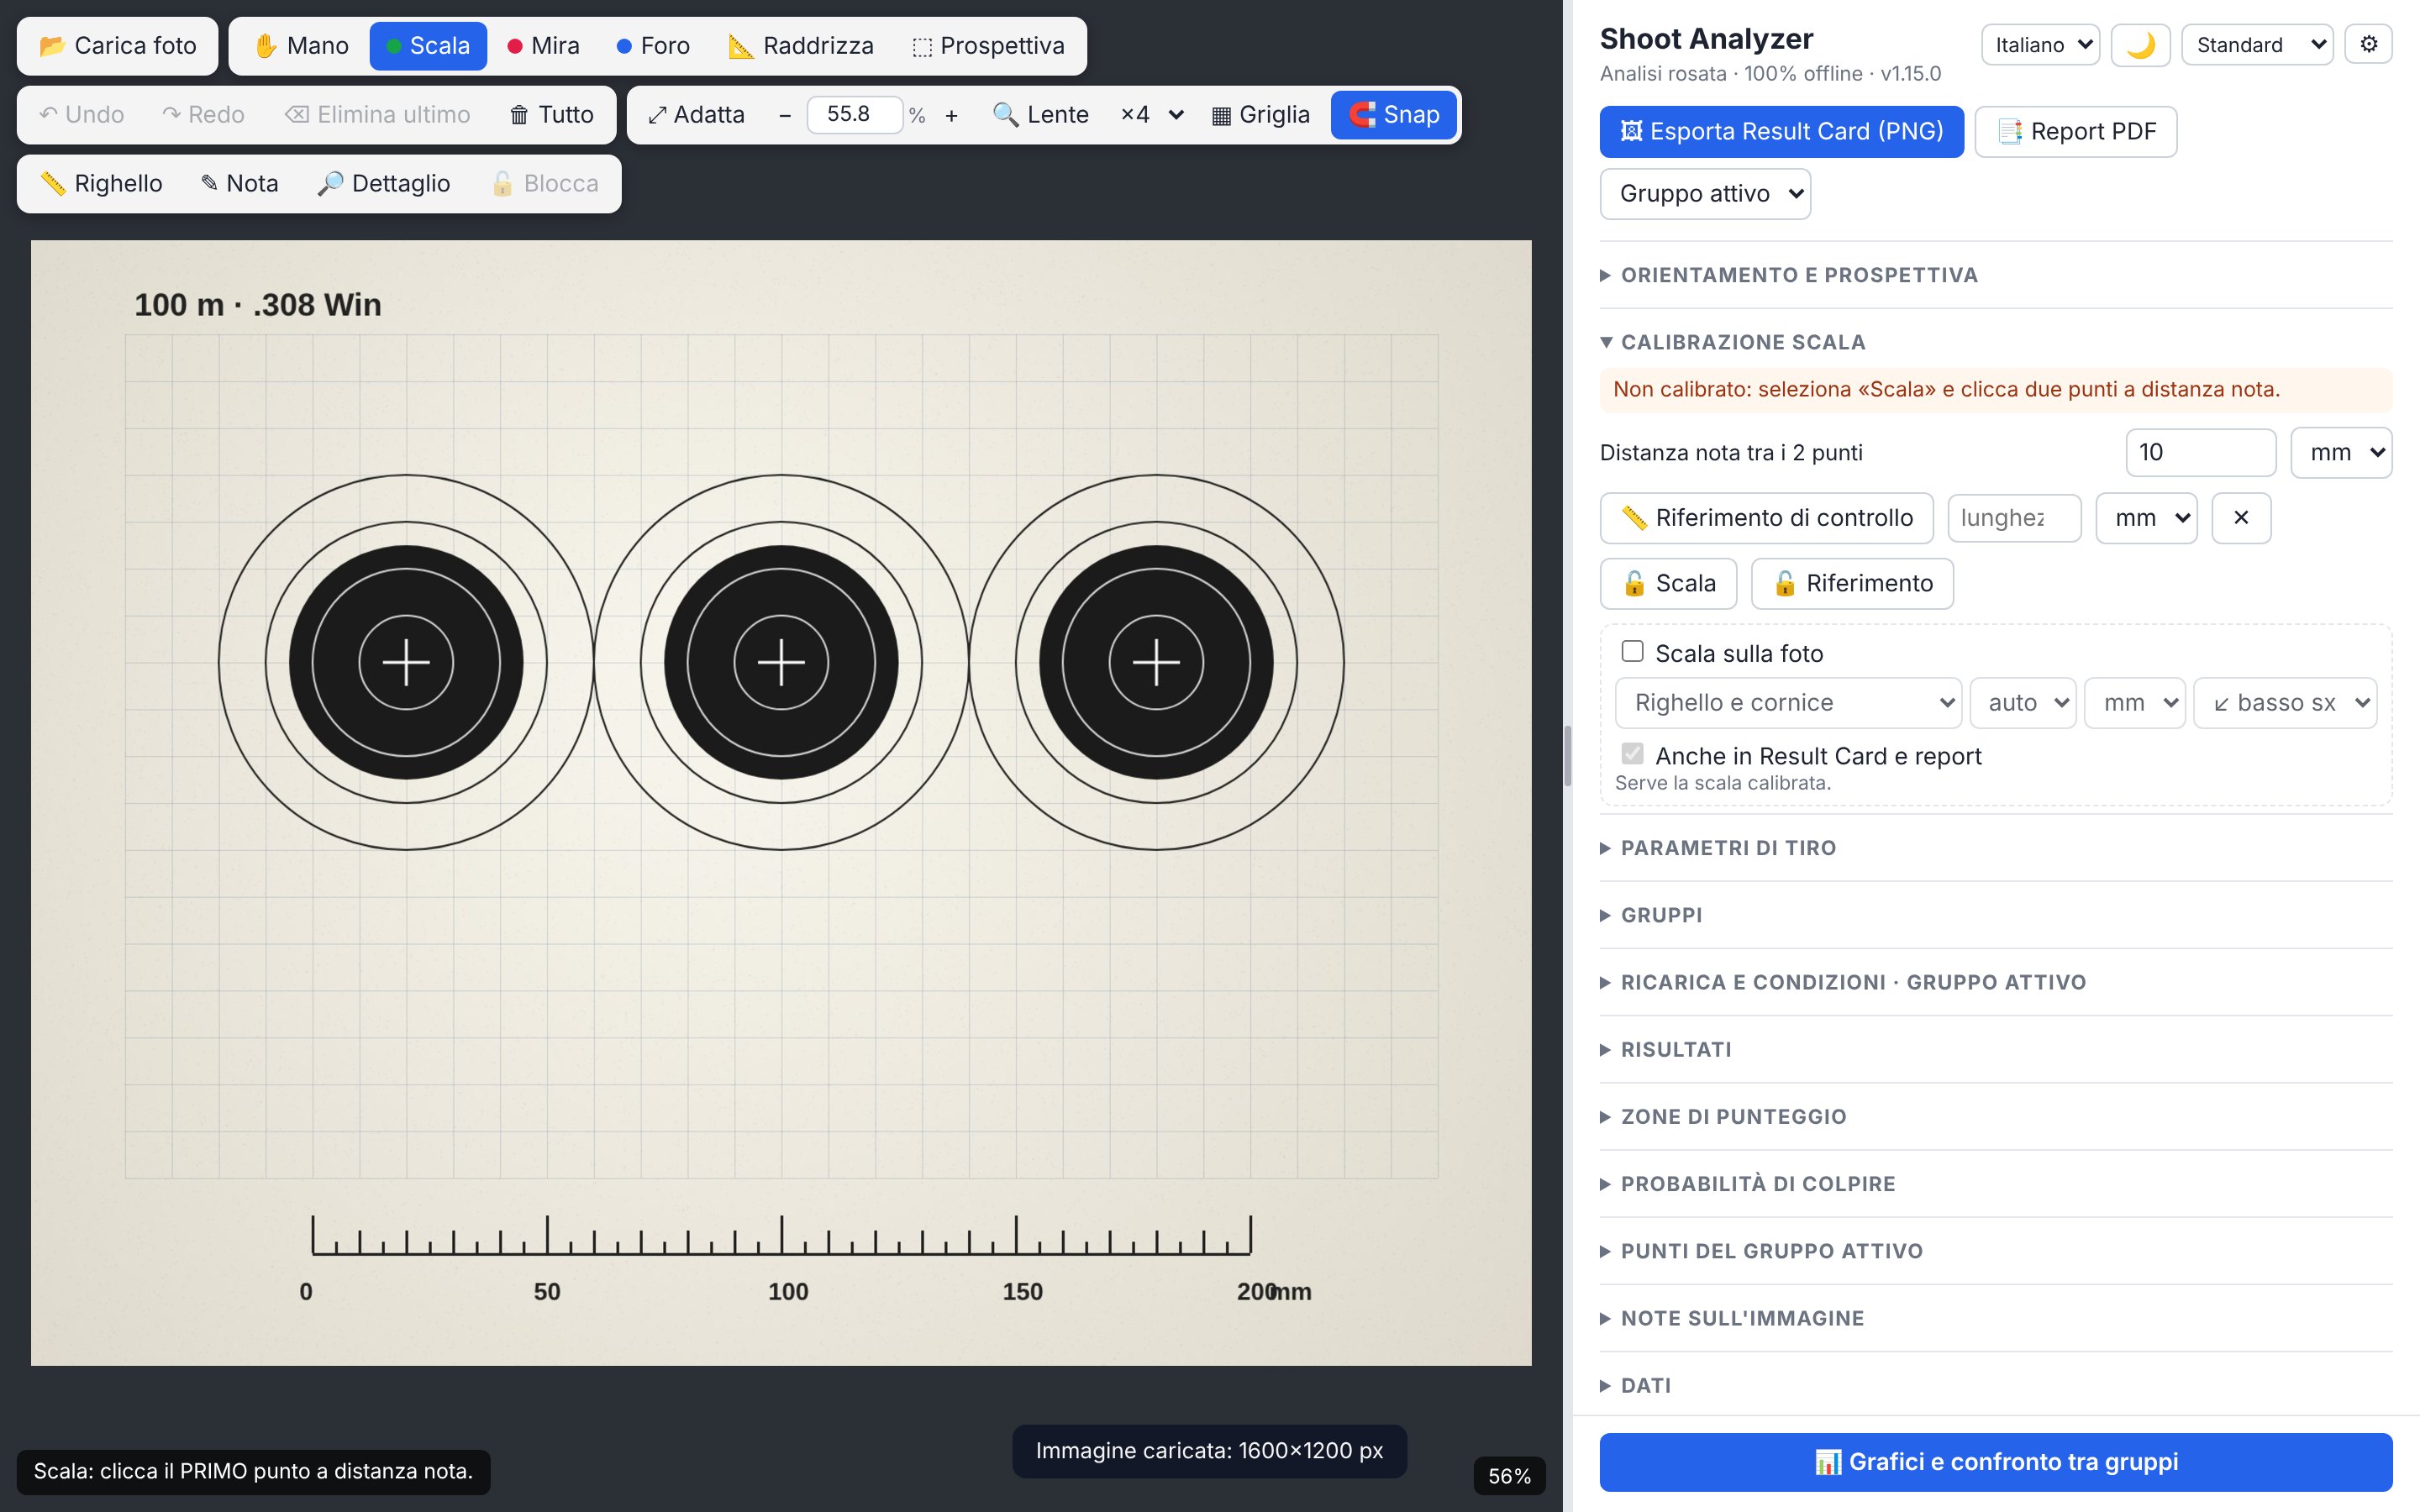 Carica foto
Mano
Scala
Mira
Foro
Raddrizza
Prospettiva
Undo
Redo
Elimina ultimo
Tutto
Adatta
− 55.8 % +
Lente
×4
Griglia
Snap
Righello
Nota
Dettaglio
Blocca
100 m · .308 Win
0 50 100 150 200mm
Scala: clicca il PRIMO punto a distanza nota.
Immagine caricata: 1600×1200 px
56%
Shoot Analyzer
Analisi rosata · 100% offline · v1.15.0
Italiano
Standard
Esporta Result Card (PNG)
Report PDF
Gruppo attivo
ORIENTAMENTO E PROSPETTIVA
CALIBRAZIONE SCALA
Non calibrato: seleziona «Scala» e clicca due punti a distanza nota.
Distanza nota tra i 2 punti 10 mm
Riferimento di controllo lunghez mm ✕
Scala
Riferimento
Scala sulla foto
Righello e cornice auto mm ↙ basso sx
Anche in Result Card e report
Serve la scala calibrata.
PARAMETRI DI TIRO
GRUPPI
RICARICA E CONDIZIONI · GRUPPO ATTIVO
RISULTATI
ZONE DI PUNTEGGIO
PROBABILITÀ DI COLPIRE
PUNTI DEL GRUPPO ATTIVO
NOTE SULL'IMMAGINE
DATI
Grafici e confronto tra gruppi